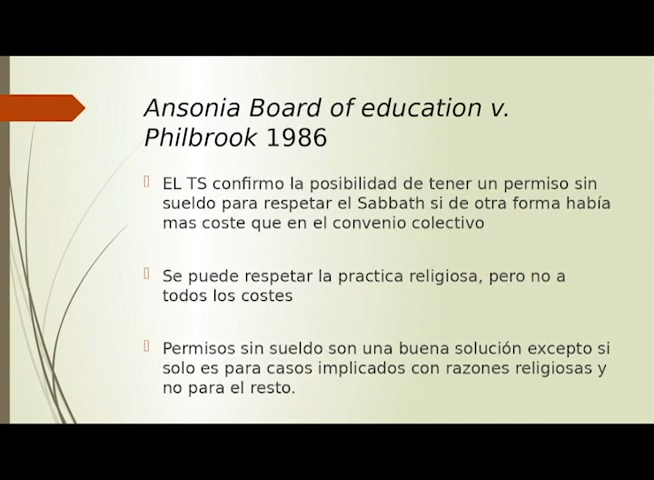 Ansonia Board of education v.
Philbrook 1986
EL TS confirmo la posibilidad de tener un permiso sin
sueldo para respetar el Sabbath si de otra forma había
mas coste que en el convenio colectivo
Se puede respetar la practica religiosa, pero no a
todos los costes
Permisos sin sueldo son una buena solución excepto si
solo es para casos implicados con razones religiosas y
no para el resto.